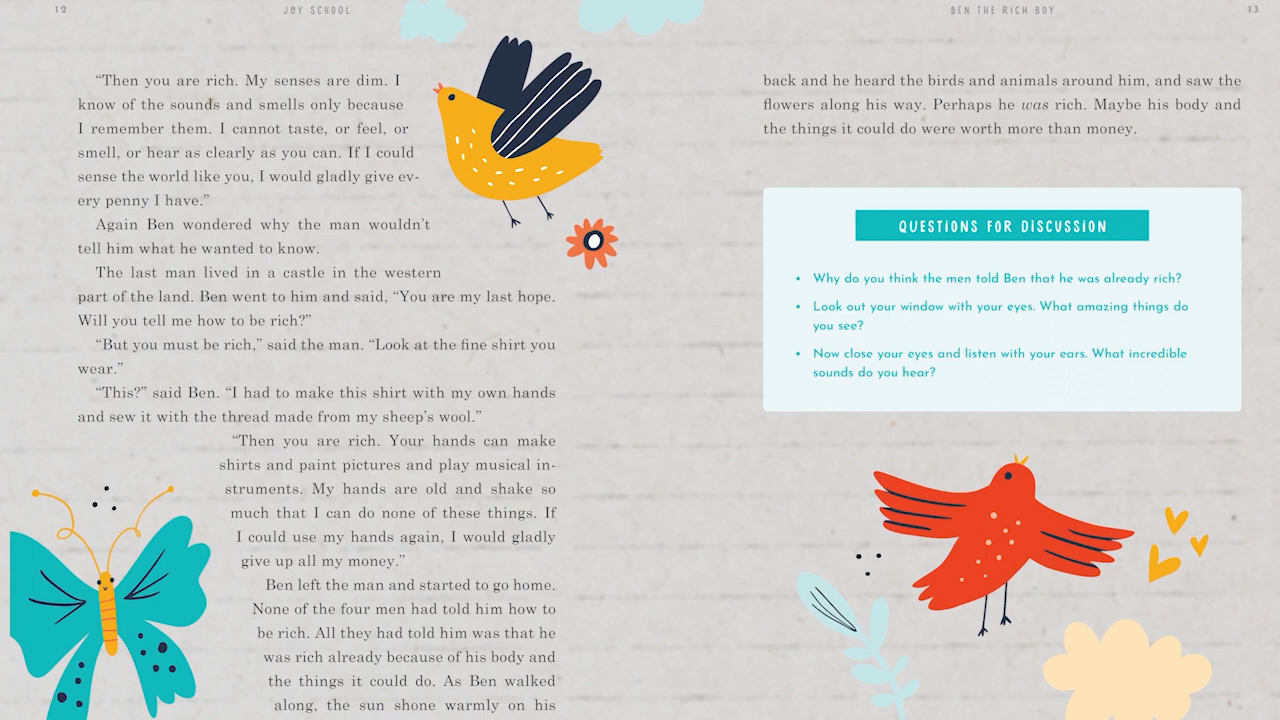 12
JOY SCHOOL
“Then you are rich. My senses are dim. I
know of the sounds and smells only because
I remember them. I cannot taste, or feel, or
smell, or hear as clearly as you can. If I could
sense the world like you, I would gladly give ev-
ery penny I have.”
Again Ben wondered why the man wouldn’t
tell him what he wanted to know.
The last man lived in a castle in the western
part of the land. Ben went to him and said, “You are my last hope.
Will you tell me how to be rich?”
“But you must be rich,” said the man. “Look at the fine shirt you
wear.”
“This?” said Ben. “I had to make this shirt with my own hands
and sew it with the thread made from my sheep’s wool.”
“Then you are rich. Your hands can make
shirts and paint pictures and play musical in-
struments. My hands are old and shake so
much that I can do none of these things. If
I could use my hands again, I would gladly
give up all my money.”
Ben left the man and started to go home.
None of the four men had told him how to
be rich. All they had told him was that he
was rich already because of his body and
the things it could do. As Ben walked
along, the sun shone warmly on his
BEN THE RICH BOY
13
back and he heard the birds and animals around him, and saw the
flowers along his way. Perhaps he was rich. Maybe his body and
the things it could do were worth more than money.
QUESTIONS FOR DISCUSSION
• Why do you think the men told Ben that he was already rich?
• Look out your window with your eyes. What amazing things do
you see?
• Now close your eyes and listen with your ears. What incredible
sounds do you hear?